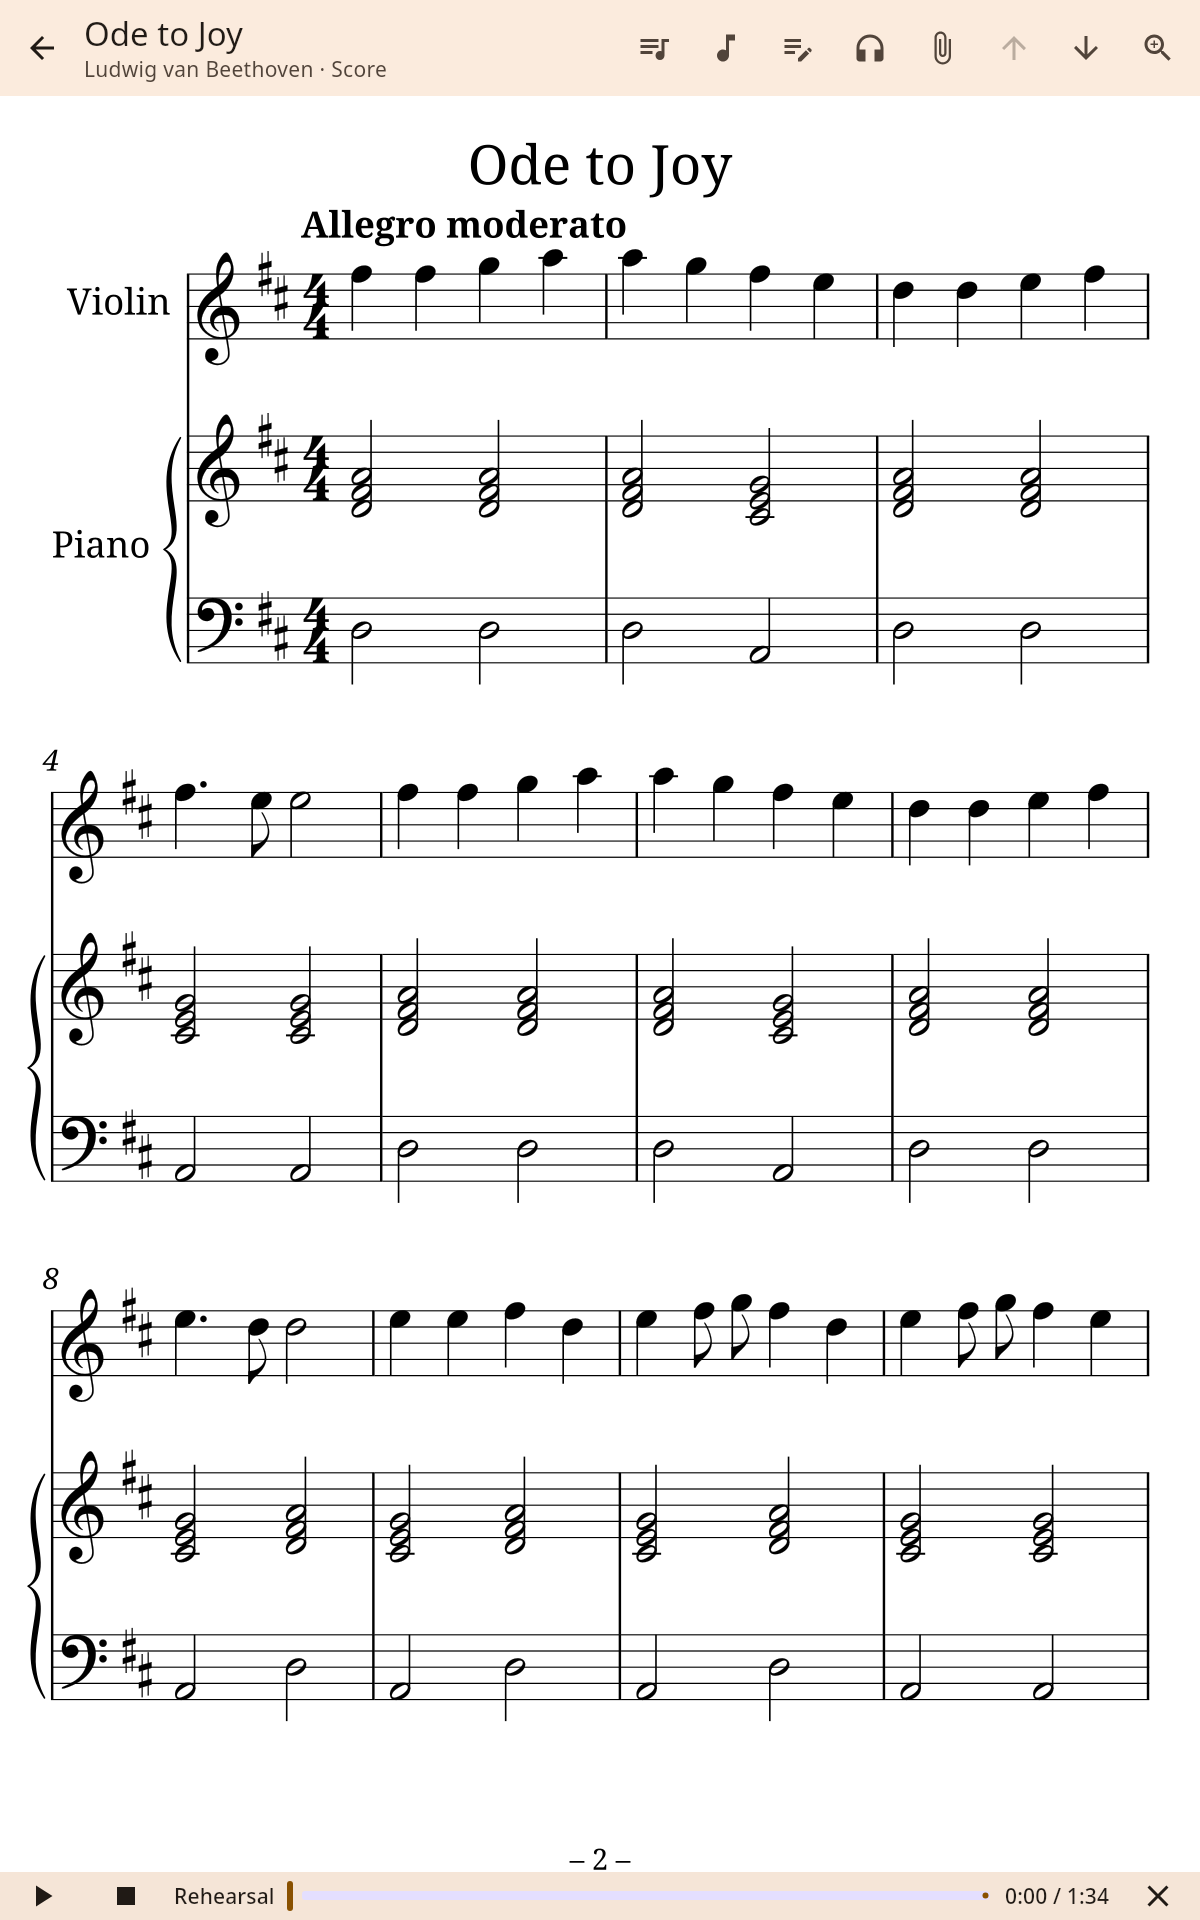 Ode to Joy
Ludwig van Beethoven · Score
Ode to Joy
Allegro moderato
Violin
Piano
4
8
– 2 –
Rehearsal
0:00 / 1:34